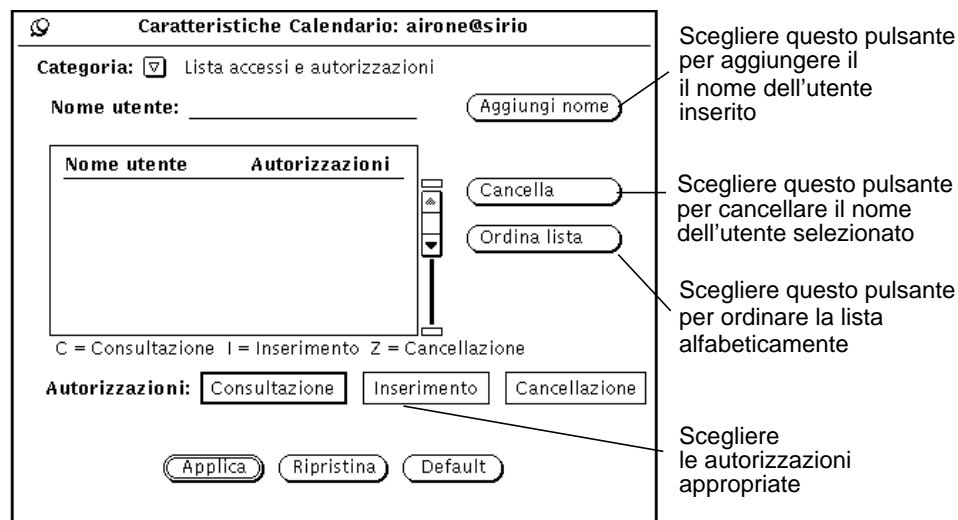 Caratteristiche Calendario: airone@sirio
Categoria: Lista accessi e autorizzazioni
Nome utente:
Aggiungi nome
Scegliere questo pulsante
per aggiungere il
il nome dell'utente
inserito
Nome utente Autorizzazioni
Cancella
Scegliere questo pulsante
per cancellare il nome
dell'utente selezionato
Ordina lista
Scegliere questo pulsante
per ordinare la lista
alfabeticamente
C = Consultazione I = Inserimento Z = Cancellazione
Autorizzazioni: Consultazione Inserimento Cancellazione
Scegliere
le autorizzazioni
appropriate
Applica Ripristina Default